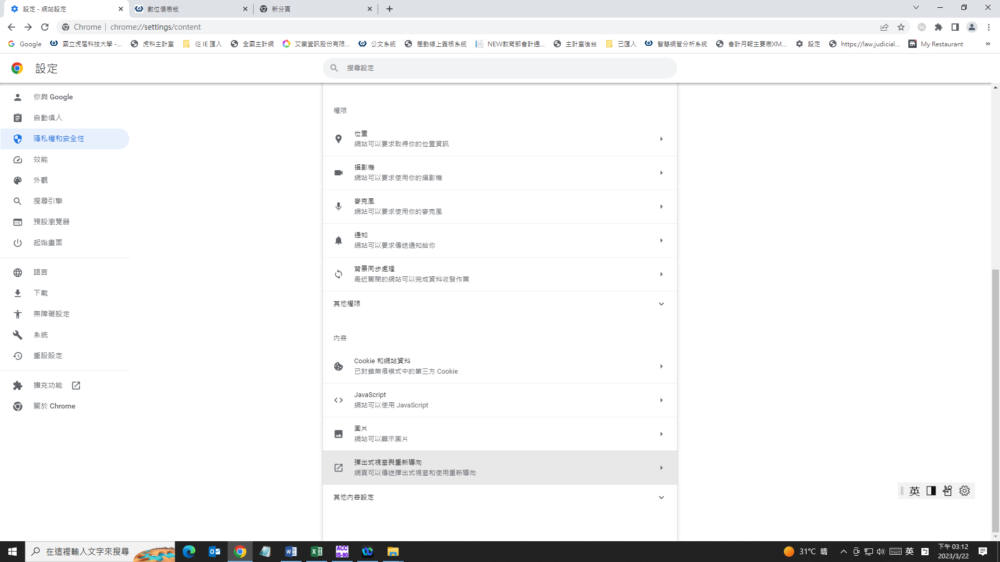 設定 - 網站設定
數位儀表板
新分頁
Chrome
chrome://settings/content
Google
國立虎尾科技大學 -...
虎科主計室
從 IE 匯入
全國主計網
艾富資訊股份有限...
公文系統
差勤線上簽核系統
NEW教育部會計通...
主計室後台
已匯入
智慧網管分析系統
會計月報主要表XM...
設定
https://law.judicial...
My Restaurant
»
設定
搜尋設定
你與 Google
自動填入
隱私權和安全性
效能
外觀
搜尋引擎
預設瀏覽器
起始畫面
語言
下載
無障礙設定
系統
重設設定
擴充功能
關於 Chrome
權限
位置
網站可以要求取得你的位置資訊
攝影機
網站可以要求使用你的攝影機
麥克風
網站可以要求使用你的麥克風
通知
網站可以要求傳送通知給你
背景同步處理
最近關閉的網站可以完成資料收發作業
其他權限
內容
Cookie 和網站資料
已封鎖無痕模式中的第三方 Cookie
JavaScript
網站可以使用 JavaScript
圖片
網站可以顯示圖片
彈出式視窗與重新導向
網頁可以傳送彈出式視窗和使用重新導向
其他內容設定
英
在這裡輸入文字來搜尋
ACC
IS-90
31°C 晴
英
下午 03:12
2023/3/22